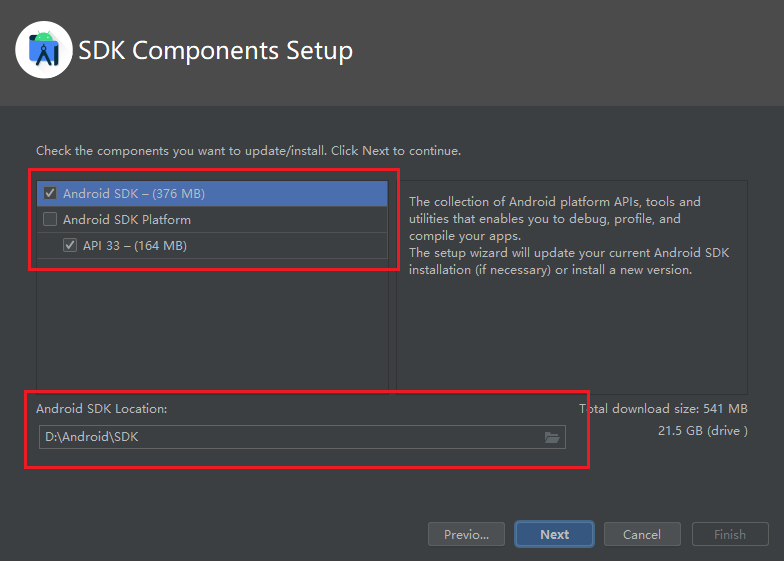 SDK Components Setup
Check the components you want to update/install. Click Next to continue.
Android SDK – (376 MB)
Android SDK Platform
API 33 – (164 MB)
The collection of Android platform APIs, tools and
utilities that enables you to debug, profile, and
compile your apps.
The setup wizard will update your current Android SDK
installation (if necessary) or install a new version.
Android SDK Location:
D:\Android\SDK
Total download size: 541 MB
21.5 GB (drive )
Previo...
Next
Cancel
Finish